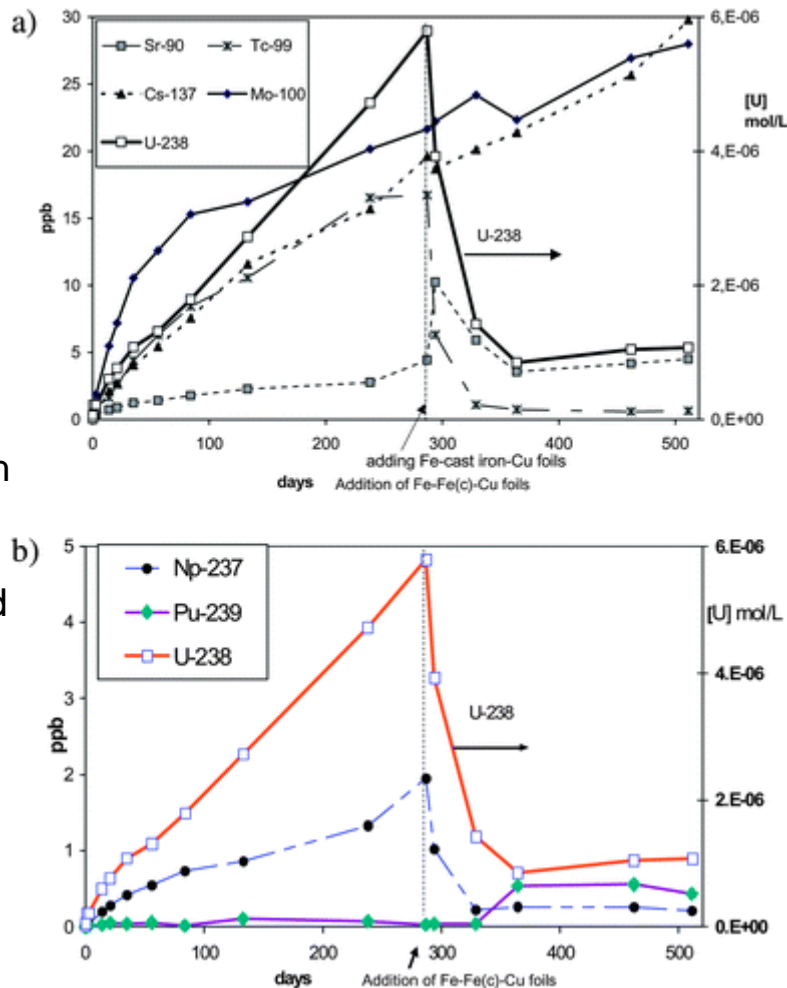 a)
30
25
20
15
10
5
0
ppb
Sr-90
Tc-99
Cs-137
Mo-100
U-238
6,E-06
[U]
mol/L
4,E-06
2,E-06
0,E+00
U-238
0
100
200
300
400
500
adding Fe-cast iron-Cu foils
days
Addition of Fe-Fe(c)-Cu foils
n
b)
5
4
3
2
1
0
ppb
Np-237
Pu-239
U-238
d
6.E-06
[U] mol/L
4.E-06
2.E-06
0.E+00
U-238
0
100
200
300
400
500
days
Addition of Fe-Fe(c)-Cu foils